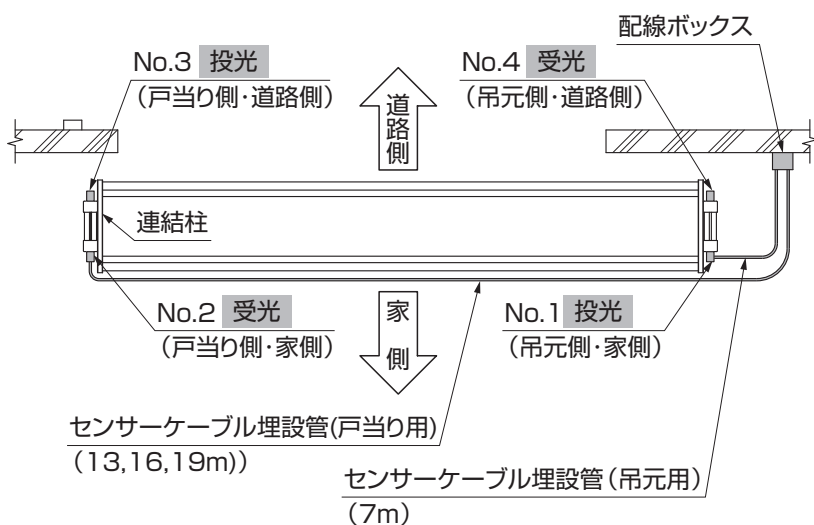 配線ボックス
No.3 投光
(戸当り側・道路側)
No.4 受光
(吊元側・道路側)
道路側
連結柱
No.2 受光
(戸当り側・家側)
家側
No.1 投光
(吊元側・家側)
センサーケーブル埋設管(戸当り用)
(13,16,19m))
センサーケーブル埋設管(吊元用)
(7m)